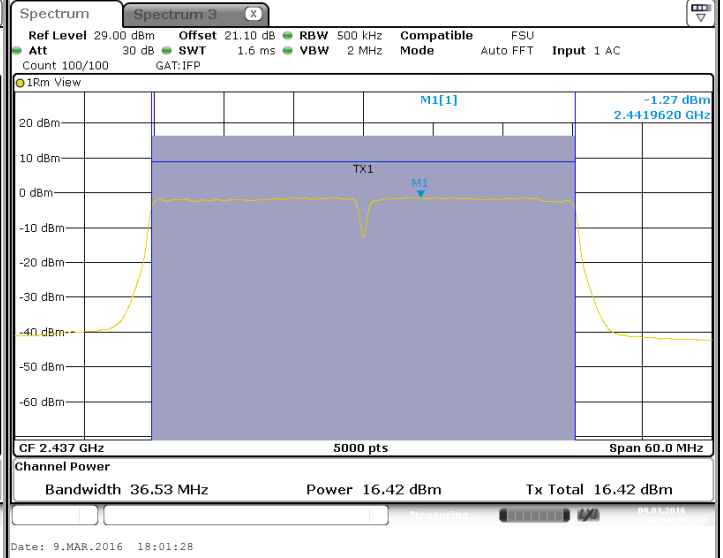 Spectrum Spectrum 3 X
Ref Level 29.00 dBm Offset 21.10 dB RBW 500 kHz Compatible FSU
Att 30 dB SWT 1.6 ms VBW 2 MHz Mode Auto FFT Input 1 AC
Count 100/100 GAT:IFP
1Rm View
M1[1] -1.27 dBm
2.4419620 GHz
20 dBm
10 dBm
TX1
M1
0 dBm
-10 dBm
-20 dBm
-30 dBm
-40 dBm
-50 dBm
-60 dBm
CF 2.437 GHz 5000 pts Span 60.0 MHz
Channel Power
Bandwidth 36.53 MHz Power 16.42 dBm Tx Total 16.42 dBm
Measuring... LXI 09.03.2016
Date: 9.MAR.2016 18:01:28